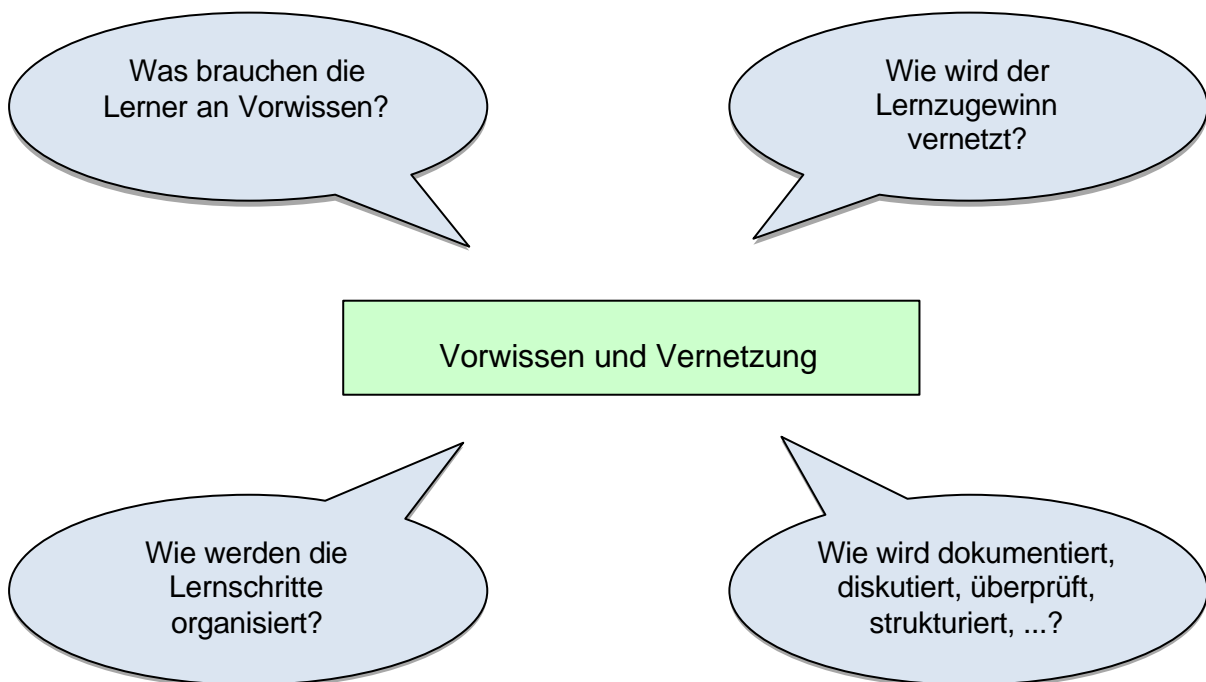 Was brauchen die
Lerner an Vorwissen?
Wie wird der
Lernzugewinn
vernetzt?
Vorwissen und Vernetzung
Wie werden die
Lernschritte
organisiert?
Wie wird dokumentiert,
diskutiert, überprüft,
strukturiert, ...?